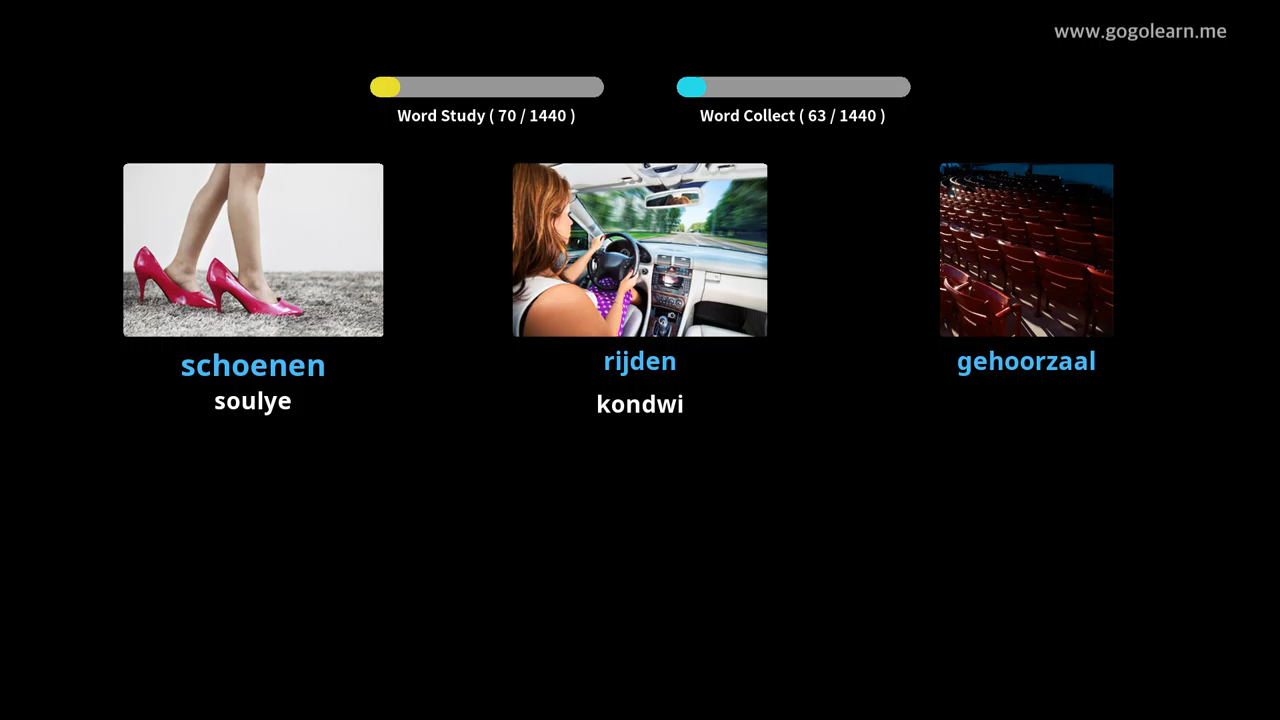 www.gogolearn.me
Word Study ( 70 / 1440 )
Word Collect ( 63 / 1440 )
schoenen
soulye
rijden
kondwi
gehoorzaal